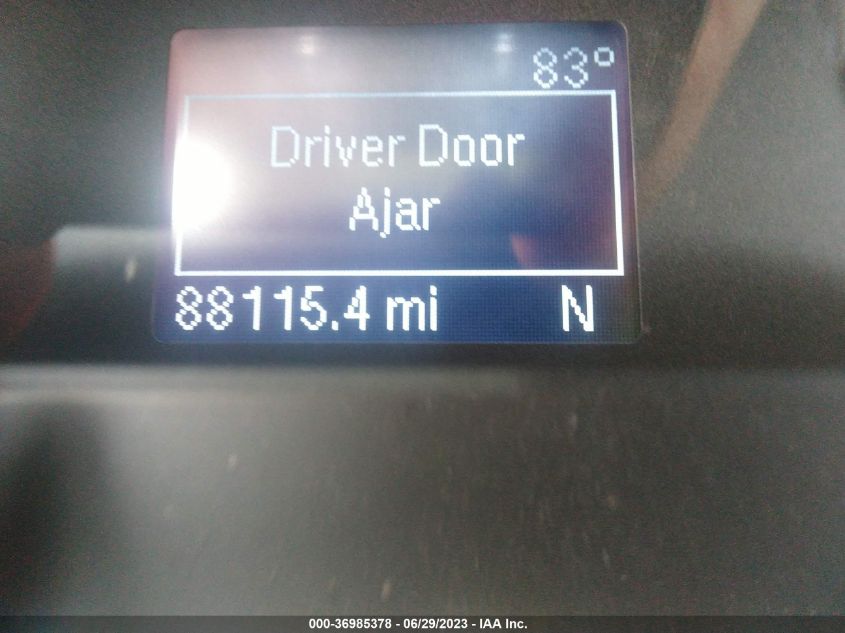 83°
Driver Door
Ajar
88115.4 mi N
000-36985378 - 06/29/2023 - IAA Inc.